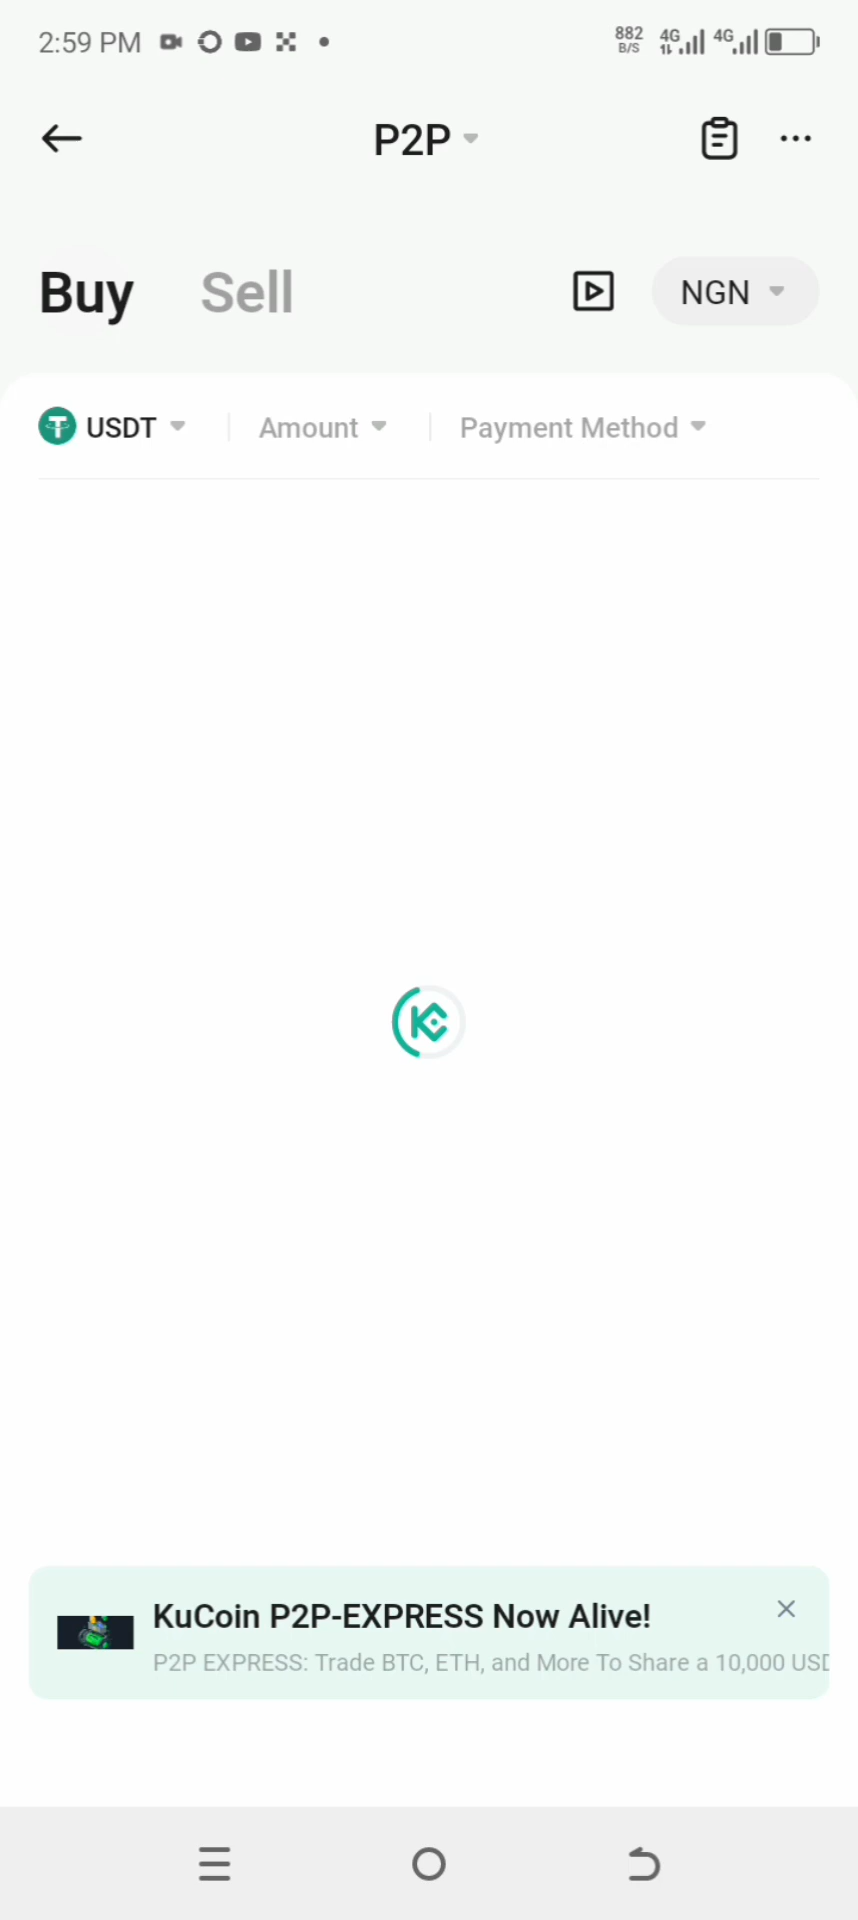 2:59 PM
882
B/S
4G
4G
P2P
Buy
Sell
NGN
USDT
Amount
Payment Method
KuCoin P2P-EXPRESS Now Alive!
P2P EXPRESS: Trade BTC, ETH, and More To Share a 10,000 USD